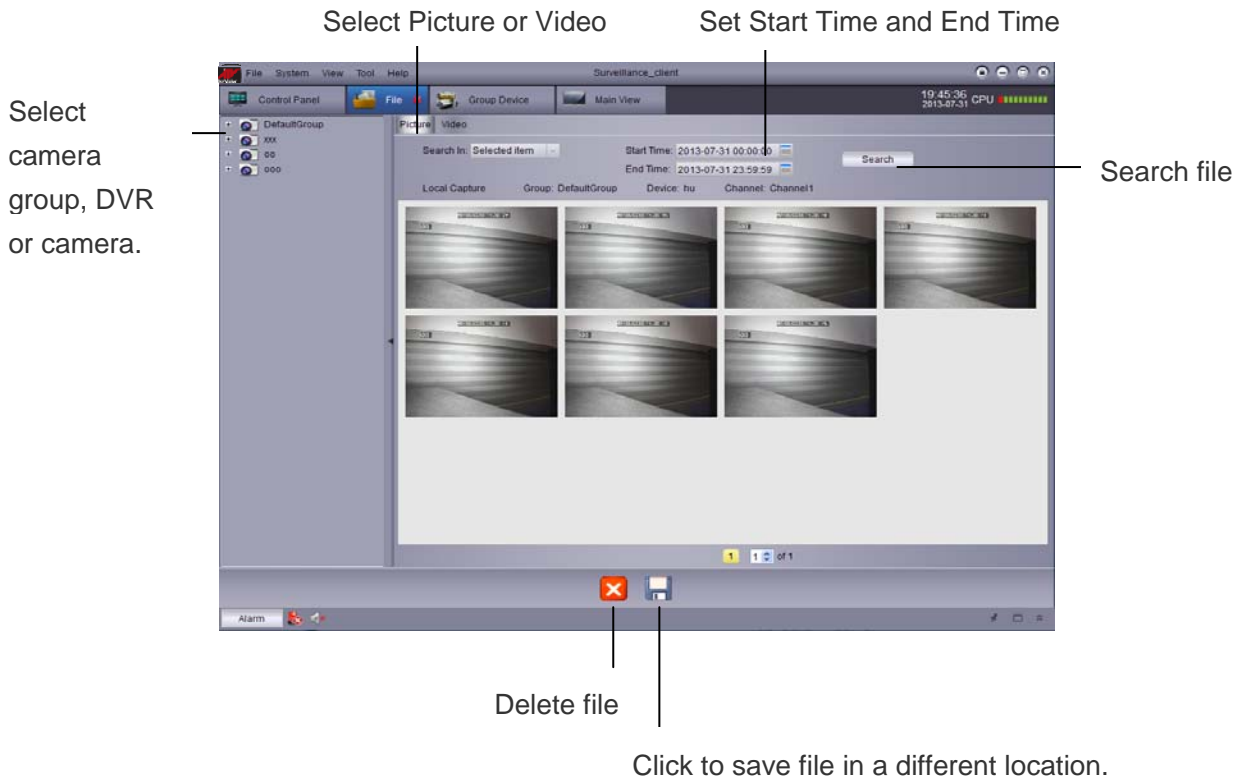 Select Picture or Video
Set Start Time and End Time
File System View Tool Help
Surveillance_client
Control Panel
File
Group Device
Main View
19:45:36
2013-07-31
CPU
Select
camera
group, DVR
or camera.
DefaultGroup
xxx
oo
ooo
Picture Video
Search In: Selected item
Start Time: 2013-07-31 00:00:00
End Time: 2013-07-31 23:59:59
Search
Search file
Local Capture Group: DefaultGroup Device: hu Channel: Channel1
1 1 of 1
Alarm
Delete file
Click to save file in a different location.